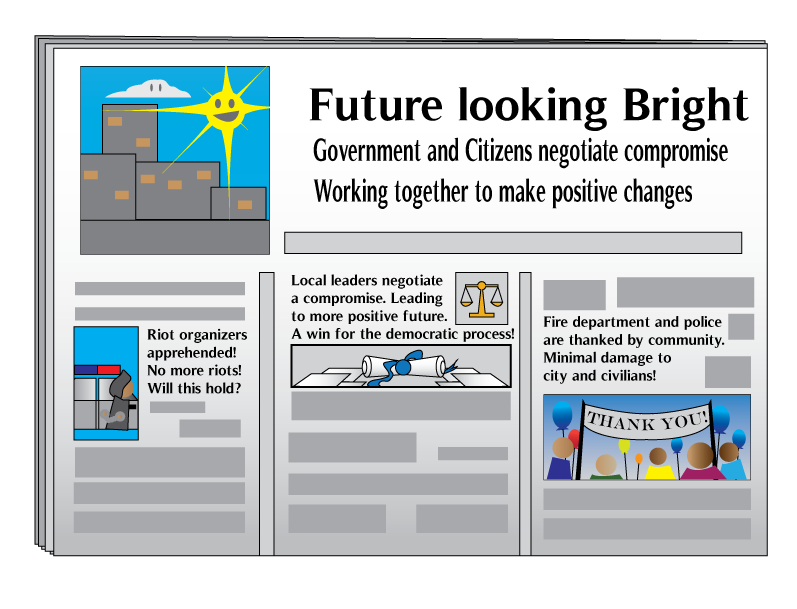 Future looking Bright
Government and Citizens negotiate compromise
Working together to make positive changes
Riot organizers
apprehended!
No more riots!
Will this hold?
Local leaders negotiate
a compromise. Leading
to more positive future.
A win for the democratic process!
Fire department and police
are thanked by community.
Minimal damage to
city and civilians!
THANK YOU!